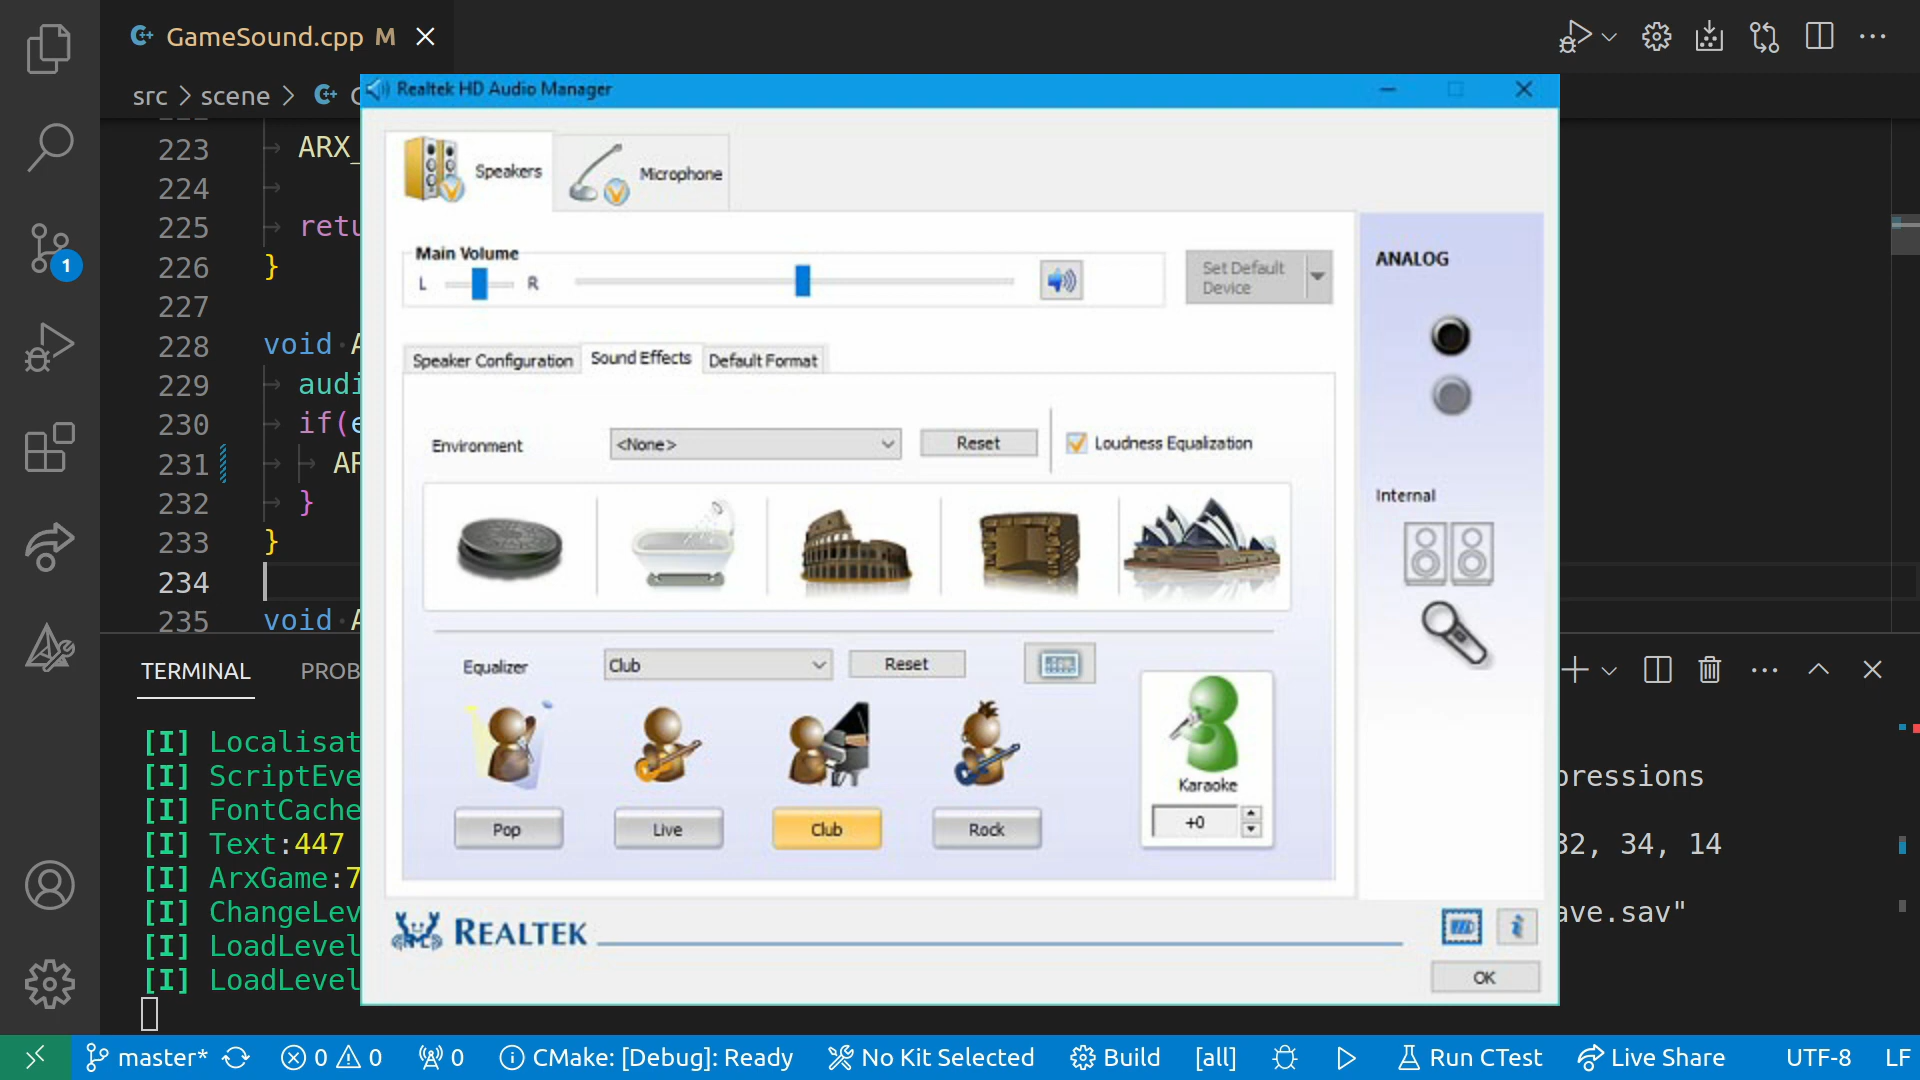 GameSound.cpp M
src > scene >
Realtek HD Audio Manager
223 ARX_
224
225 retu
226 }
227
228 void
229 audi
230 if(e
231 AR
232 }
233 }
234
235 void
Speakers
Microphone
Main Volume
L R
Set Default
Device
ANALOG
Speaker Configuration
Sound Effects
Default Format
Environment
<None>
Reset
Loudness Equalization
Internal
Equalizer
Club
Reset
Karaoke
+0
Pop
Live
Club
Rock
REALTEK
OK
1
TERMINAL PROB
[I] Localisat
[I] ScriptEve pressions
[I] FontCache
[I] Text:447 32, 34, 14
[I] ArxGame:7
[I] ChangeLev ave.sav"
[I] LoadLevel
[I] LoadLevel
master* 0 0 0 CMake: [Debug]: Ready No Kit Selected Build [all] Run CTest Live Share UTF-8 LF